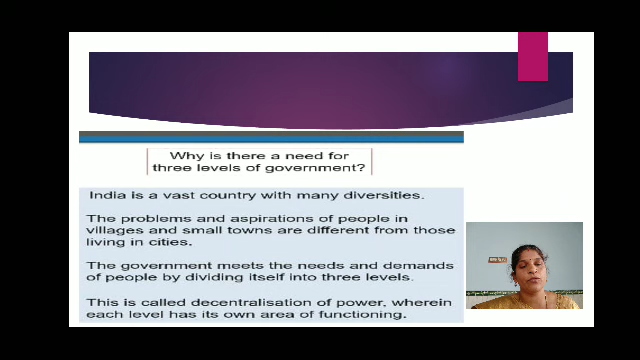 Why is there a need for
three levels of government?
India is a vast country with many diversities.
The problems and aspirations of people in
villages and small towns are different from those
living in cities.
The government meets the needs and demands
of people by dividing itself into three levels.
This is called decentralisation of power, wherein
each level has its own area of functioning.